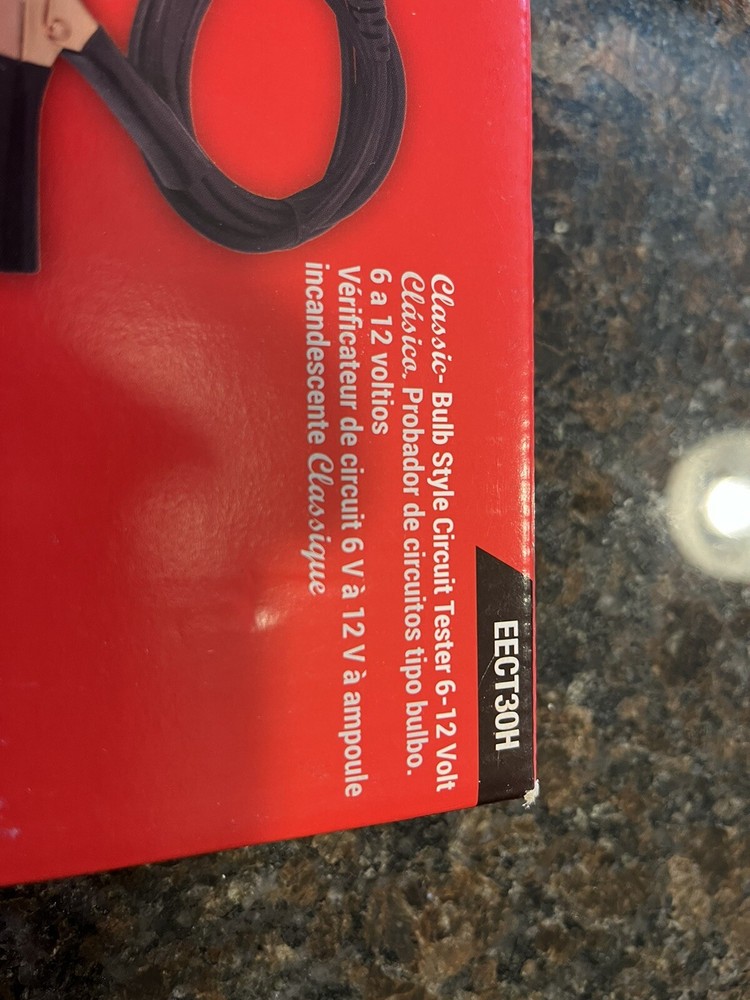 EECT30H
Classic- Bulb Style Circuit Tester 6-12 Volt
Clásico. Probador de circuitos tipo bulbo.
6 a 12 voltios
Vérificateur de circuit 6 V à 12 V à ampoule
incandescente Classique